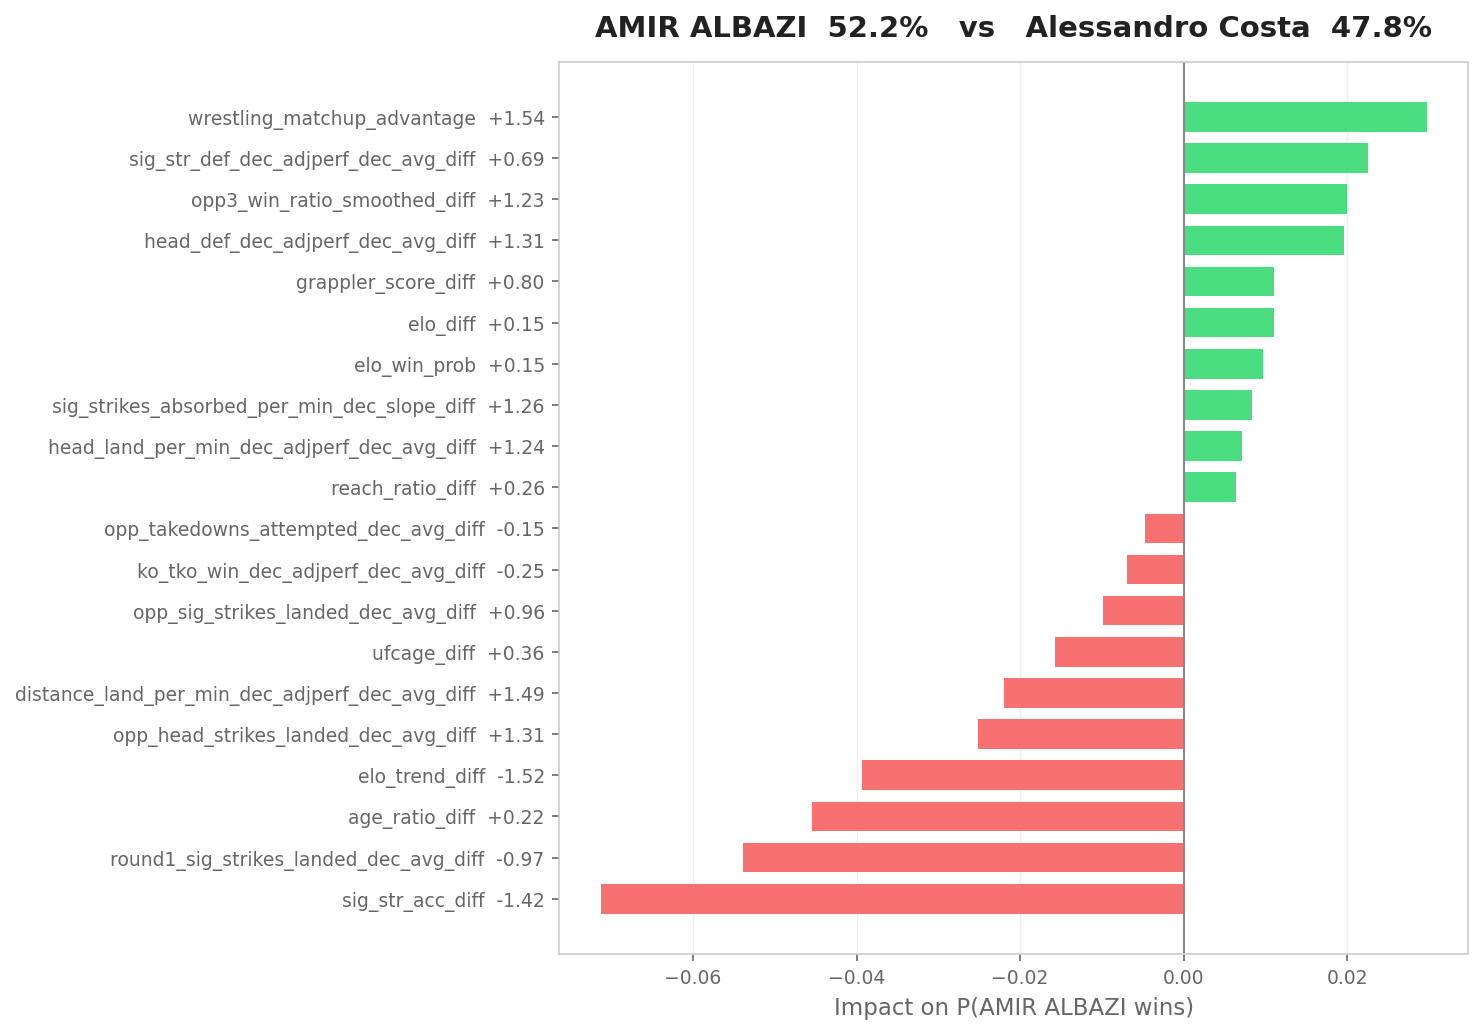 AMIR ALBAZI  52.2%   vs   Alessandro Costa  47.8%
wrestling_matchup_advantage  +1.54
sig_str_def_dec_adjperf_dec_avg_diff  +0.69
opp3_win_ratio_smoothed_diff  +1.23
head_def_dec_adjperf_dec_avg_diff  +1.31
grappler_score_diff  +0.80
elo_diff  +0.15
elo_win_prob  +0.15
sig_strikes_absorbed_per_min_dec_slope_diff  +1.26
head_land_per_min_dec_adjperf_dec_avg_diff  +1.24
reach_ratio_diff  +0.26
opp_takedowns_attempted_dec_avg_diff  -0.15
ko_tko_win_dec_adjperf_dec_avg_diff  -0.25
opp_sig_strikes_landed_dec_avg_diff  +0.96
ufcage_diff  +0.36
distance_land_per_min_dec_adjperf_dec_avg_diff  +1.49
opp_head_strikes_landed_dec_avg_diff  +1.31
elo_trend_diff  -1.52
age_ratio_diff  +0.22
round1_sig_strikes_landed_dec_avg_diff  -0.97
sig_str_acc_diff  -1.42
−0.06 −0.04 −0.02 0.00 0.02
Impact on P(AMIR ALBAZI wins)